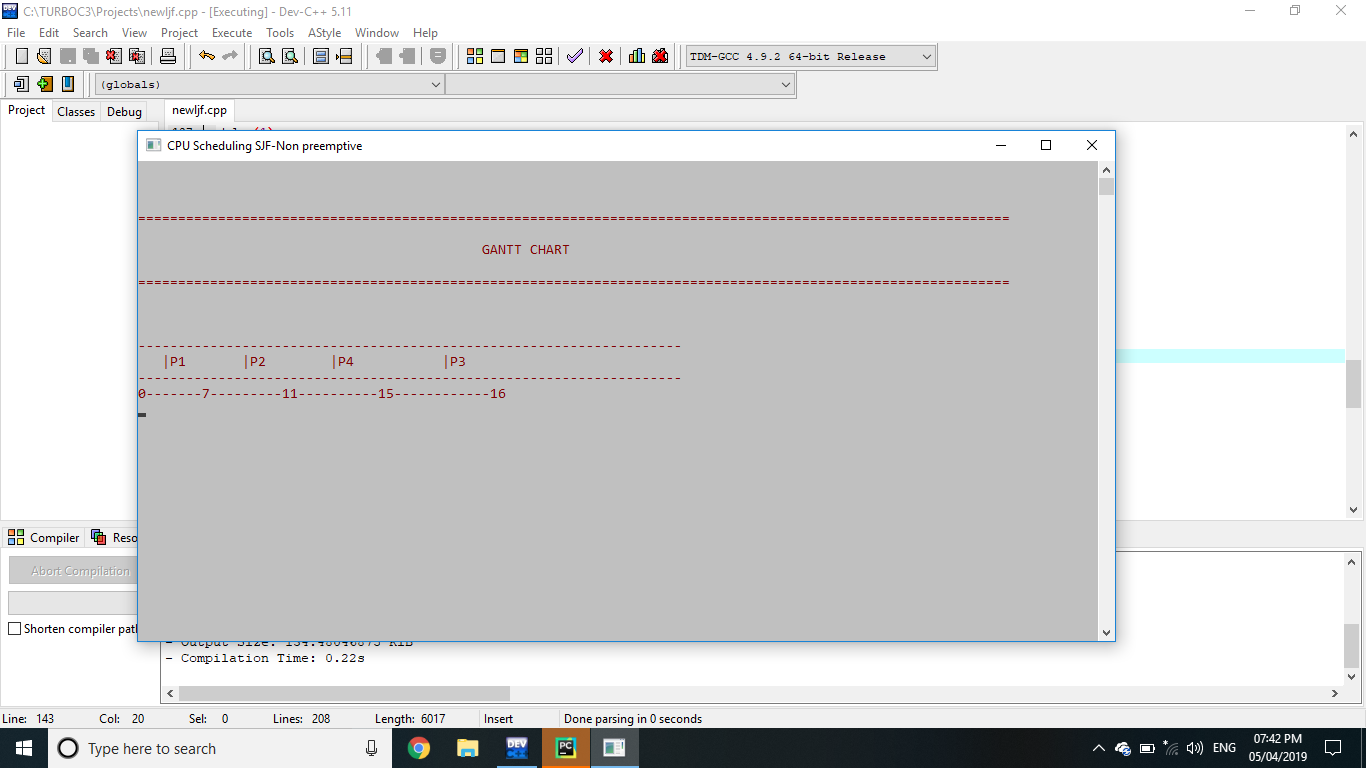 C:\TURBOC3\Projects\newljf.cpp - [Executing] - Dev-C++ 5.11
File Edit Search View Project Execute Tools AStyle Window Help
TDM-GCC 4.9.2 64-bit Release
(globals)
Project Classes Debug
newljf.cpp
CPU Scheduling SJF-Non preemptive
==============================================================================================================
GANTT CHART
==============================================================================================================
--------------------------------------------------------------------
|P1 |P2 |P4 |P3
--------------------------------------------------------------------
0-------7---------11----------15------------16
Compiler Reso
Abort Compilation
Shorten compiler pat
- Output Size: 134.48046875 KiB
- Compilation Time: 0.22s
Line: 143 Col: 20 Sel: 0 Lines: 208 Length: 6017 Insert Done parsing in 0 seconds
Type here to search
ENG
07:42 PM
05/04/2019